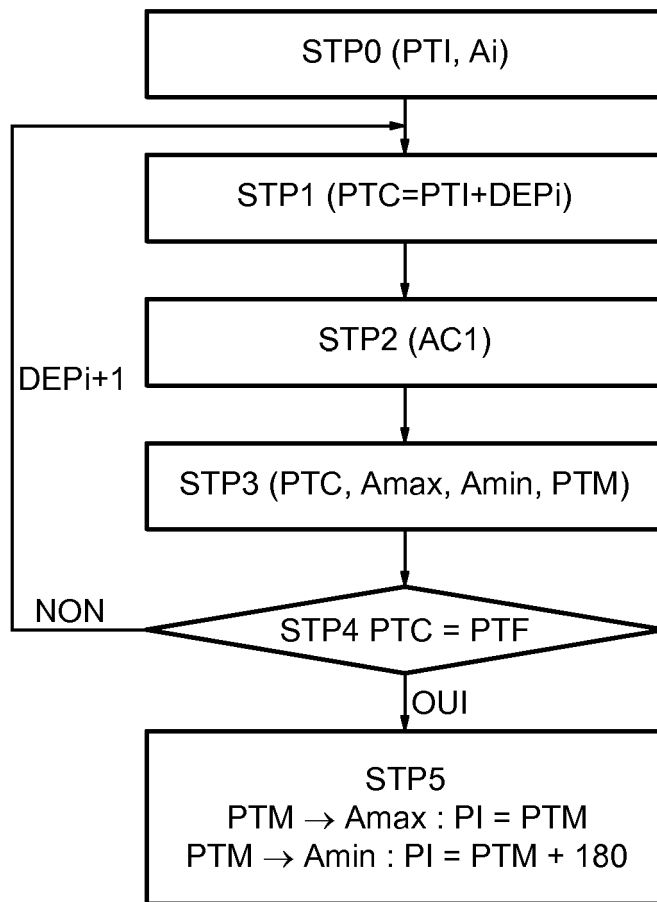 STP0 (PTI, Ai)
STP1 (PTC=PTI+DEPi)
STP2 (AC1)
DEPi+1
STP3 (PTC, Amax, Amin, PTM)
NON
STP4 PTC = PTF
OUI
STP5
PTM → Amax : PI = PTM
PTM → Amin : PI = PTM + 180